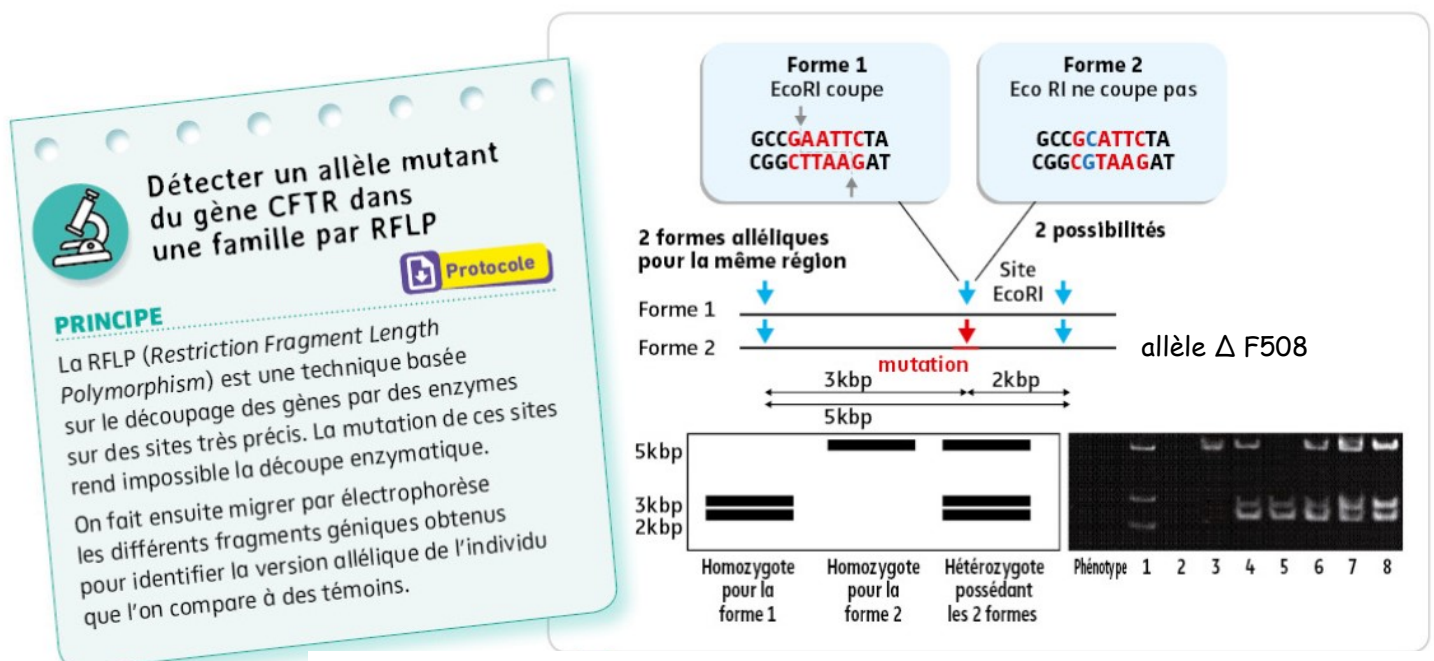 Détecter un allèle mutant
du gène CFTR dans
une famille par RFLP
Protocole
PRINCIPE
La RFLP (Restriction Fragment Length
Polymorphism) est une technique basée
sur le découpage des gènes par des enzymes
sur des sites très précis. La mutation de ces sites
rend impossible la découpe enzymatique.
On fait ensuite migrer par électrophorèse
les différents fragments géniques obtenus
pour identifier la version allélique de l'individu
que l'on compare à des témoins.
Forme 1
EcoRI coupe
GCCGAATTCTA
CGGCTTAAGAT
Forme 2
Eco RI ne coupe pas
GCCGCATTCTA
CGGCGTAAGAT
2 formes alléliques
pour la même région
2 possibilités
Site
EcoRI
Forme 1
Forme 2
allèle Δ F508
mutation
3kbp
2kbp
5kbp
5kbp
3kbp
2kbp
Homozygote
pour la
forme 1
Homozygote
pour la
forme 2
Hétérozygote
possédant
les 2 formes
Phénotype 1 2 3 4 5 6 7 8